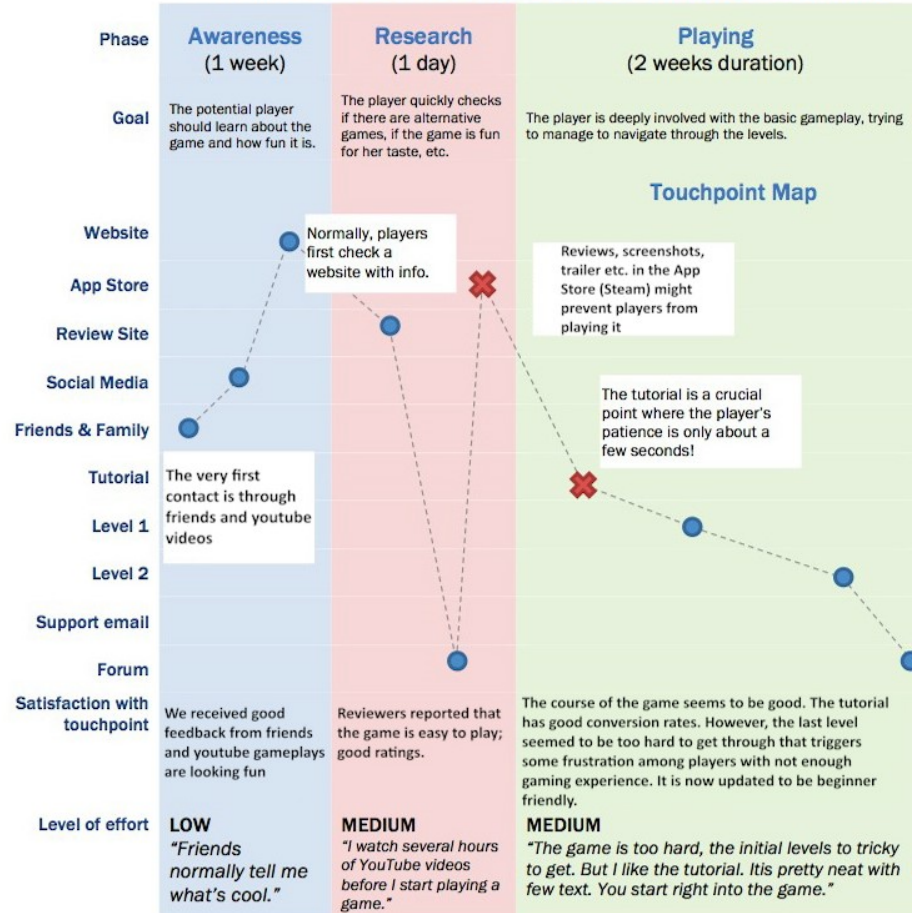 Phase
Awareness
(1 week)
Research
(1 day)
Playing
(2 weeks duration)
Goal
The potential player
should learn about the
game and how fun it is.
The player quickly checks
if there are alternative
games, if the game is fun
for her taste, etc.
The player is deeply involved with the basic gameplay, trying
to manage to navigate through the levels.
Touchpoint Map
Website
App Store
Review Site
Social Media
Friends & Family
Tutorial
Level 1
Level 2
Support email
Forum
Normally, players
first check a
website with info.
Reviews, screenshots,
trailer etc. in the App
Store (Steam) might
prevent players from
playing it
The tutorial is a crucial
point where the player's
patience is only about a
few seconds!
The very first
contact is through
friends and youtube
videos
Satisfaction with
touchpoint
We received good
feedback from friends
and youtube gameplays
are looking fun
Reviewers reported that
the game is easy to play;
good ratings.
The course of the game seems to be good. The tutorial
has good conversion rates. However, the last level
seemed to be too hard to get through that triggers
some frustration among players with not enough
gaming experience. It is now updated to be beginner
friendly.
Level of effort
LOW
"Friends
normally tell me
what's cool."
MEDIUM
"I watch several hours
of YouTube videos
before I start playing a
game."
MEDIUM
"The game is too hard, the initial levels to tricky
to get. But I like the tutorial. Itis pretty neat with
few text. You start right into the game."